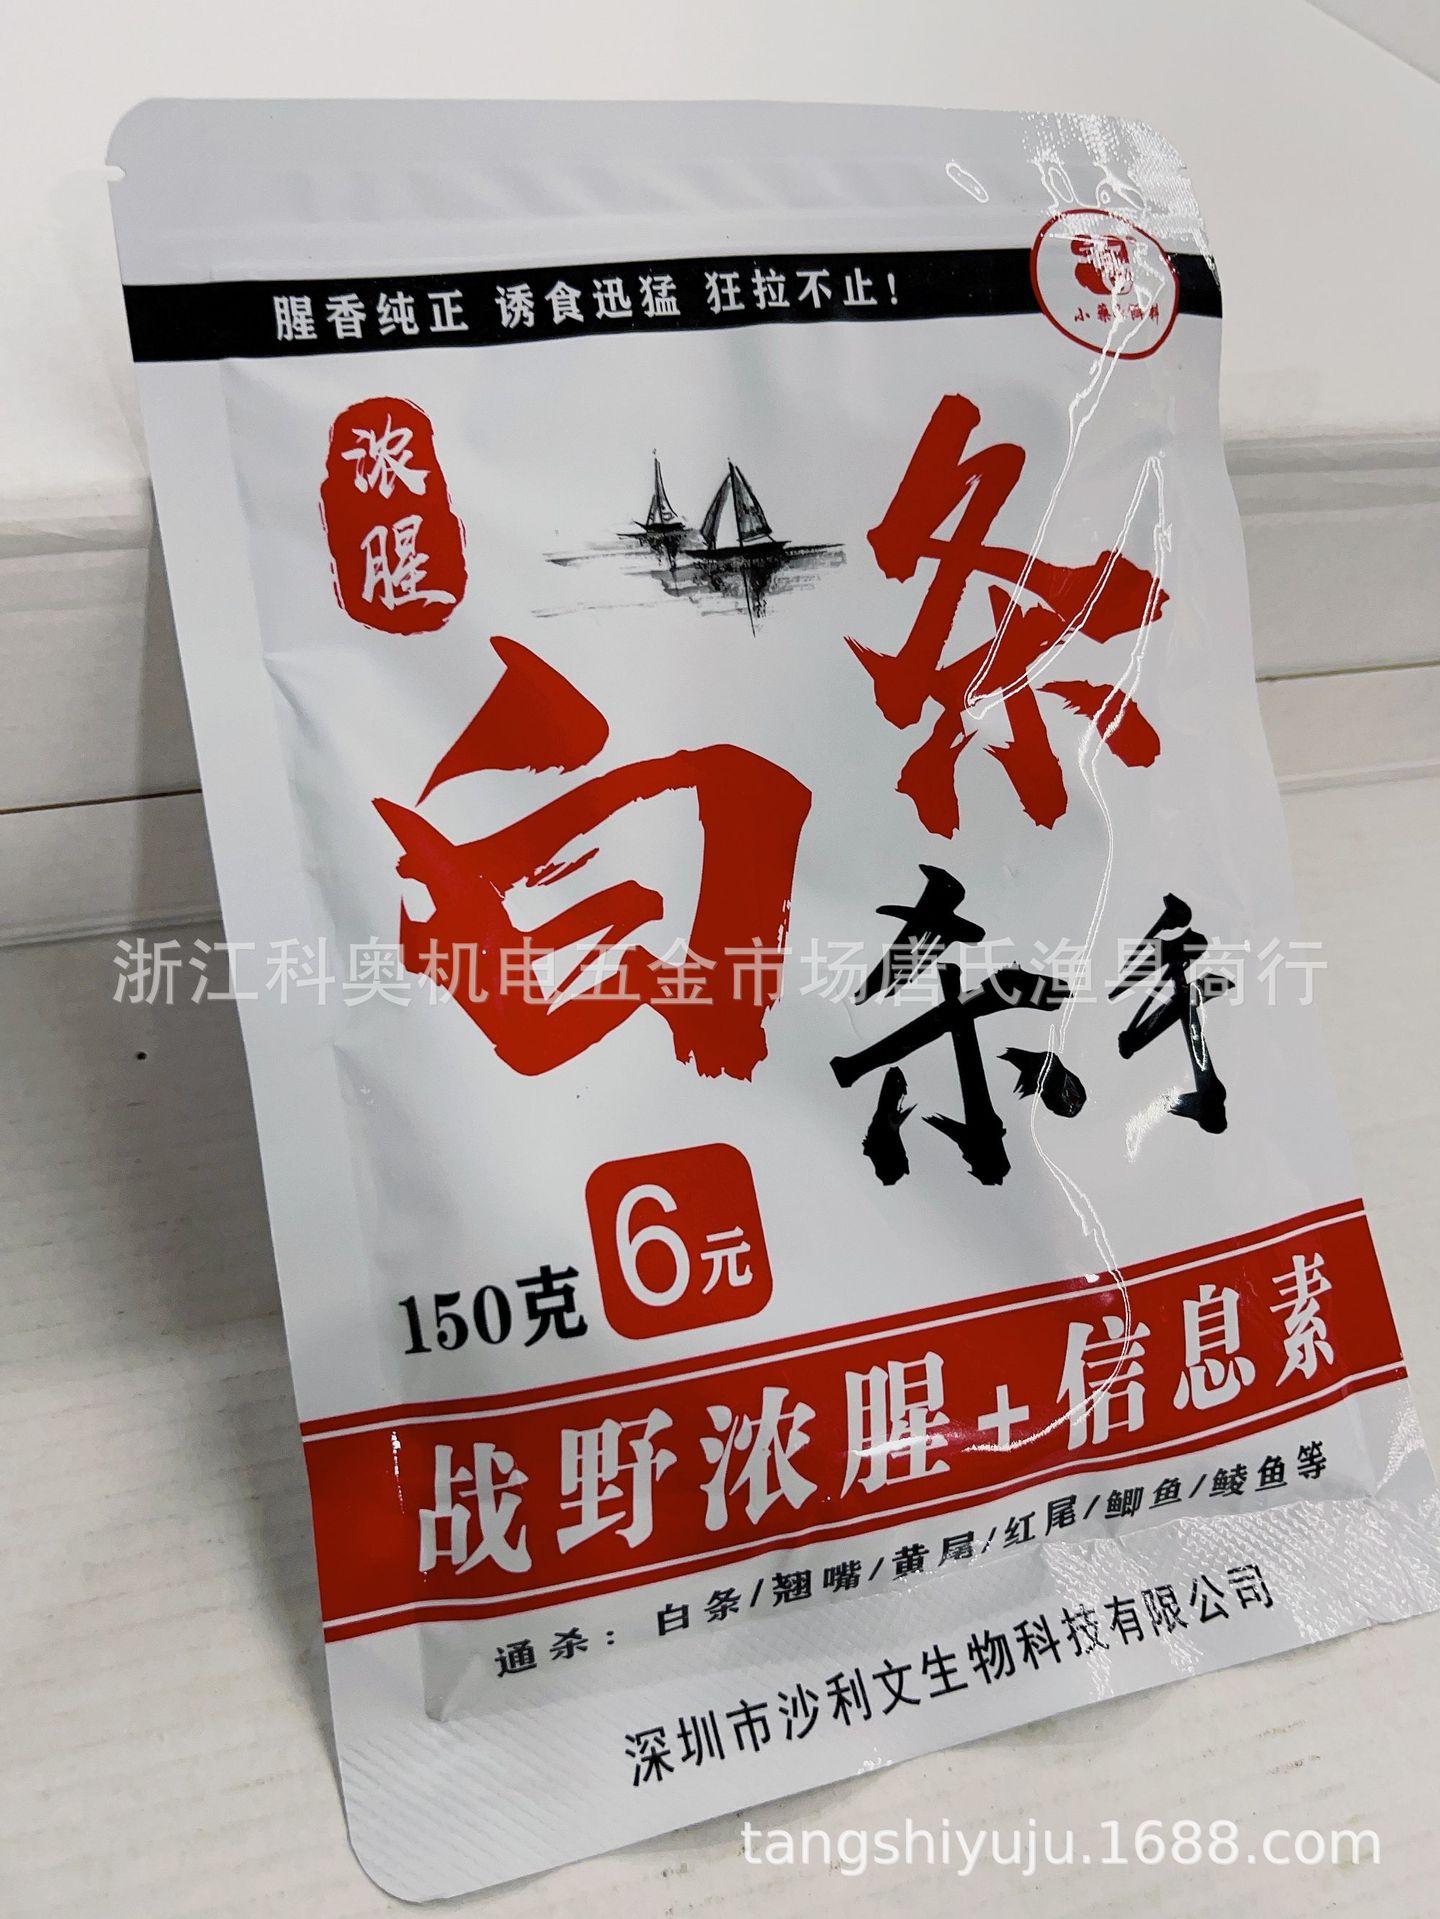 腥香纯正 诱食迅猛 狂拉不止!
浓腥
白条
杀手
150克 6元
战野浓腥+信息素
通杀：白条/翘嘴/黄尾/红尾/鲫鱼/鲮鱼等
深圳市沙利文生物科技有限公司
浙江科奥机电五金市场唐氏渔具商行
tangshiyuju.1688.com